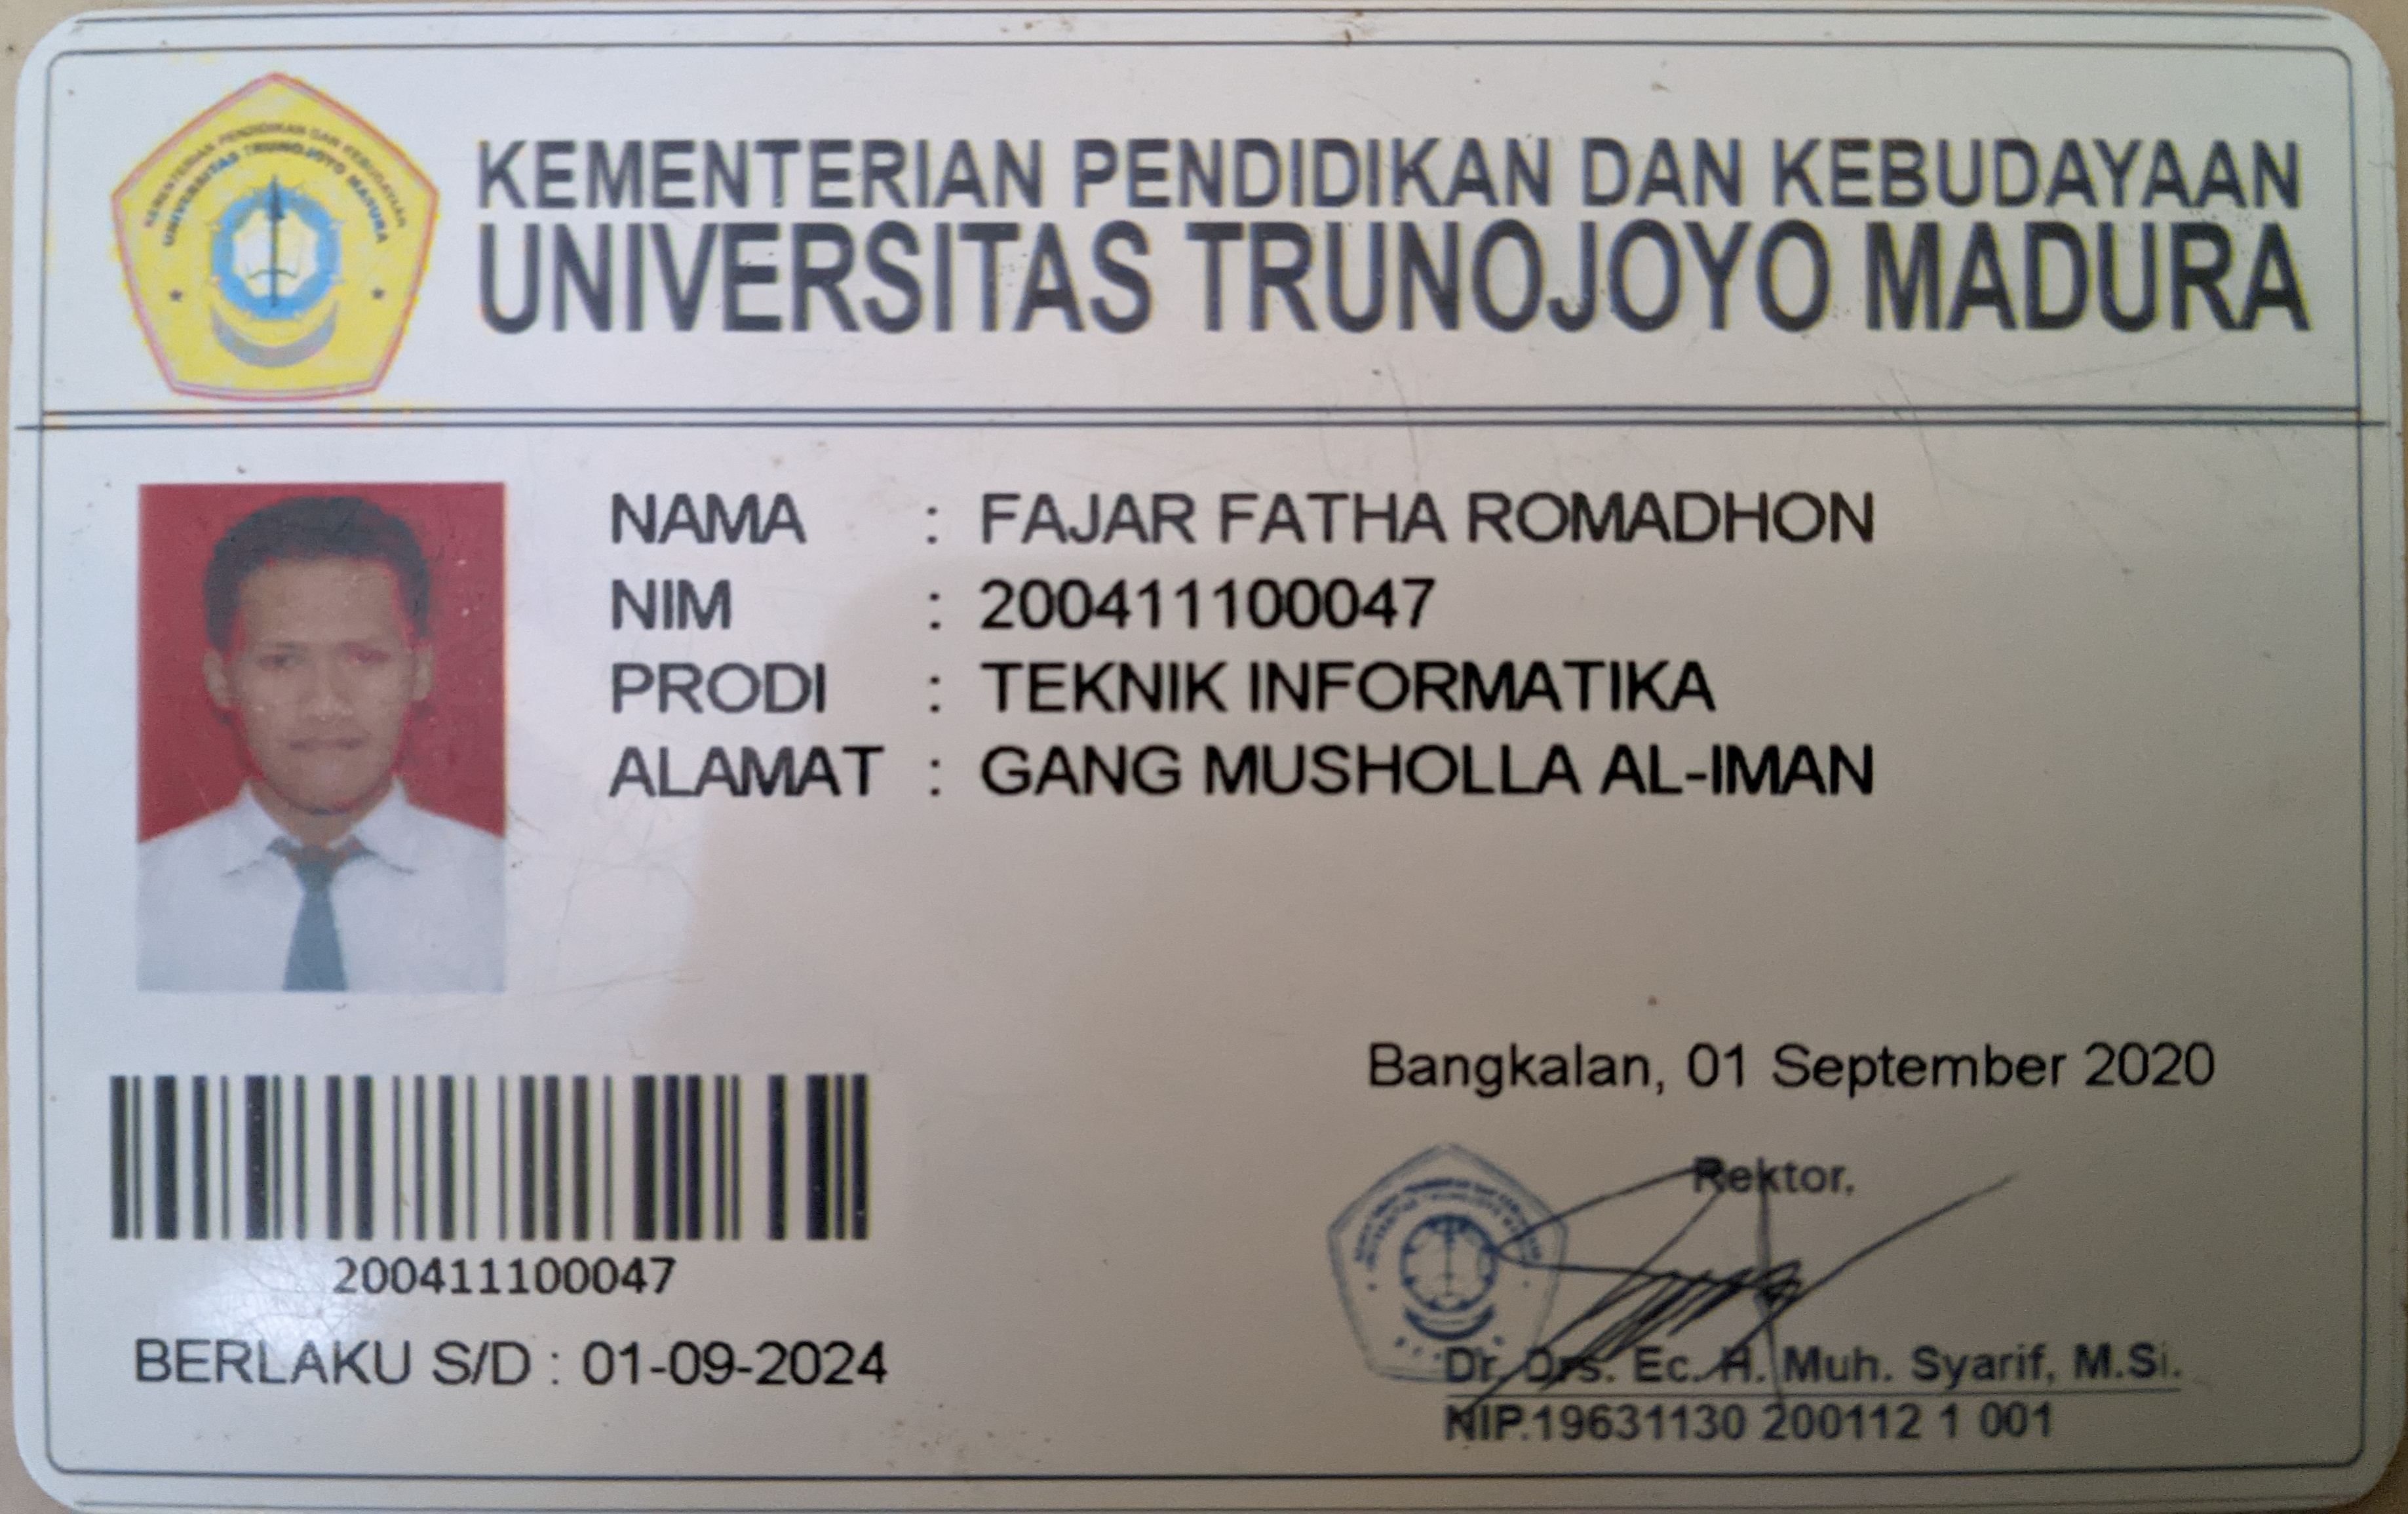 KEMENTERIAN PENDIDIKAN DAN KEBUDAYAAN
UNIVERSITAS TRUNOJOYO MADURA
KEMENTERIAN PENDIDIKAN DAN KEBUDAYAAN
UNIVERSITAS TRUNOJOYO MADURA
NAMA : FAJAR FATHA ROMADHON
NIM : 200411100047
PRODI : TEKNIK INFORMATIKA
ALAMAT : GANG MUSHOLLA AL-IMAN
200411100047
BERLAKU S/D : 01-09-2024
Bangkalan, 01 September 2020
Rektor,
Dr. Drs. Ec. H. Muh. Syarif, M.Si.
NIP.19631130 200112 1 001